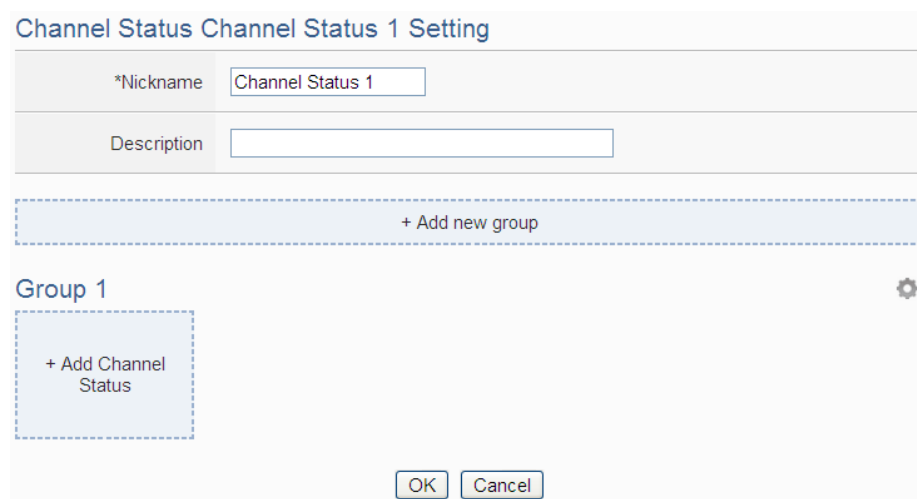 Channel Status Channel Status 1 Setting
*Nickname Channel Status 1
Description
+ Add new group
Group 1
+ Add Channel
Status
OK Cancel